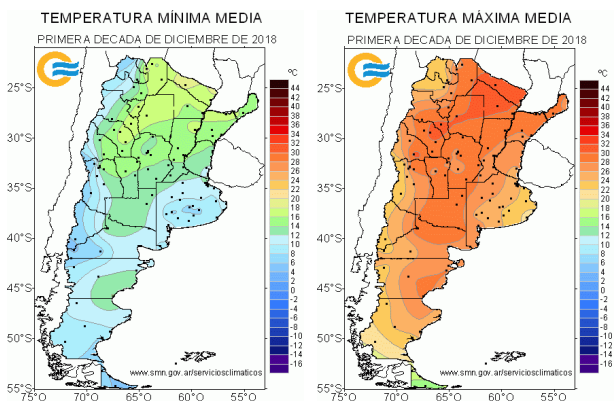 TEMPERATURA MÍNIMA MEDIA
PRIMERA DECADA DE DICIEMBRE DE 2018
25°S
30°S
35°S
40°S
45°S
50°S
55°S
75°O
70°O
65°O
60°O
55°O
ºC
44
40
38
36
34
32
30
28
26
24
22
20
18
16
14
12
10
8
6
4
2
0
-2
-4
-6
-8
-10
-12
-14
-16
www.smn.gov.ar/serviciosclimaticos
TEMPERATURA MÁXIMA MEDIA
PRIMERA DECADA DE DICIEMBRE DE 2018
25°S
30°S
35°S
40°S
45°S
50°S
55°S
75°O
70°O
65°O
60°O
55°O
ºC
44
40
38
36
34
32
30
28
26
24
22
20
18
16
14
12
10
8
6
4
2
0
-2
-4
-6
-8
-10
-12
-14
-16
www.smn.gov.ar/serviciosclimaticos